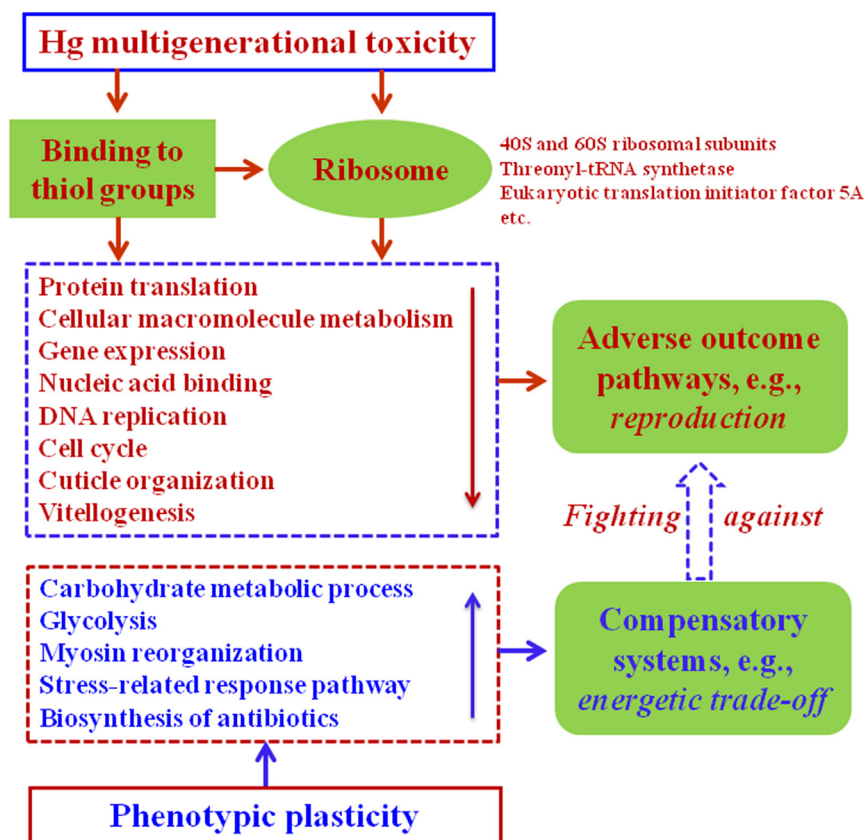 Hg multigenerational toxicity
Binding to
thiol groups
Ribosome
40S and 60S ribosomal subunits
Threonyl-tRNA synthetase
Eukaryotic translation initiator factor 5A
etc.
Protein translation
Cellular macromolecule metabolism
Gene expression
Nucleic acid binding
DNA replication
Cell cycle
Cuticle organization
Vitellogenesis
Adverse outcome
pathways, e.g.,
reproduction
Fighting against
Carbohydrate metabolic process
Glycolysis
Myosin reorganization
Stress-related response pathway
Biosynthesis of antibiotics
Compensatory
systems, e.g.,
energetic trade-off
Phenotypic plasticity